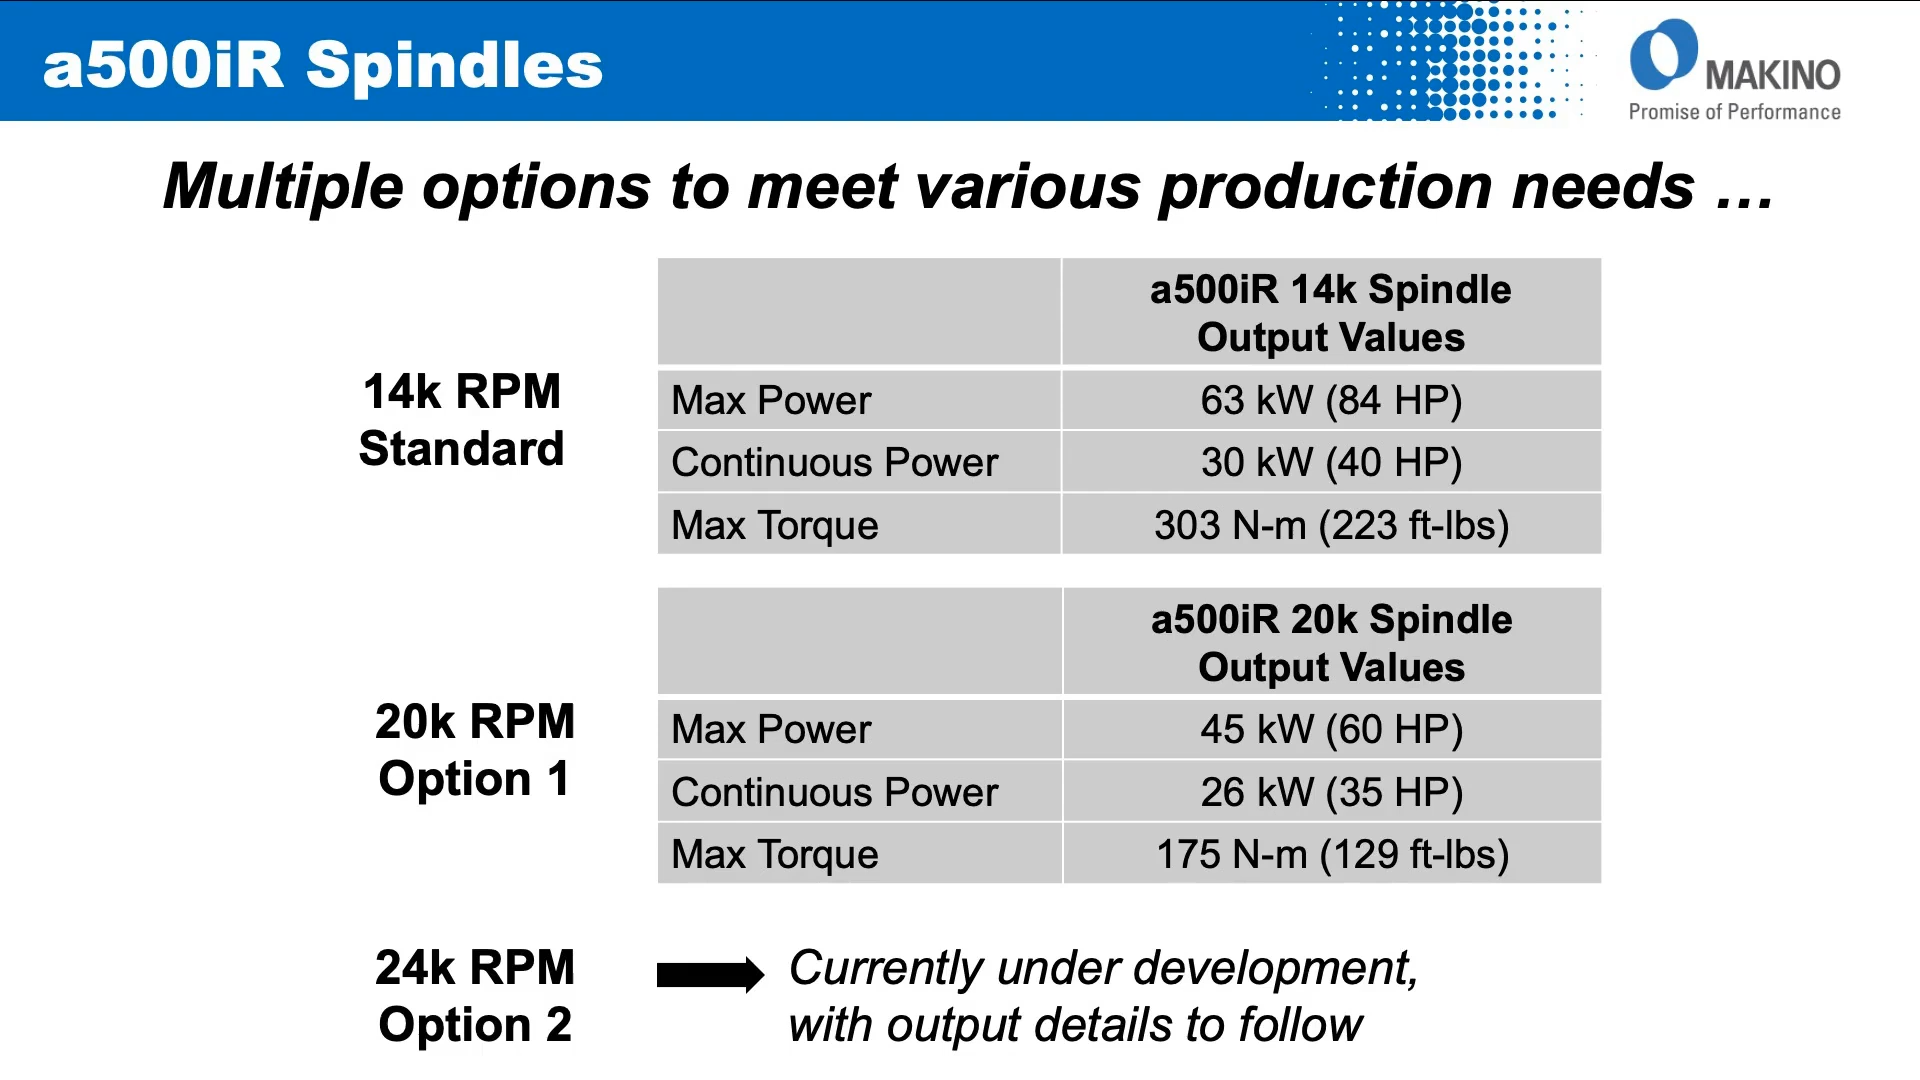 a500iR Spindles
MAKINO
Promise of Performance
Multiple options to meet various production needs …
14k RPM
Standard
a500iR 14k Spindle
Output Values
Max Power 63 kW (84 HP)
Continuous Power 30 kW (40 HP)
Max Torque 303 N-m (223 ft-lbs)
20k RPM
Option 1
a500iR 20k Spindle
Output Values
Max Power 45 kW (60 HP)
Continuous Power 26 kW (35 HP)
Max Torque 175 N-m (129 ft-lbs)
24k RPM
Option 2
Currently under development,
with output details to follow